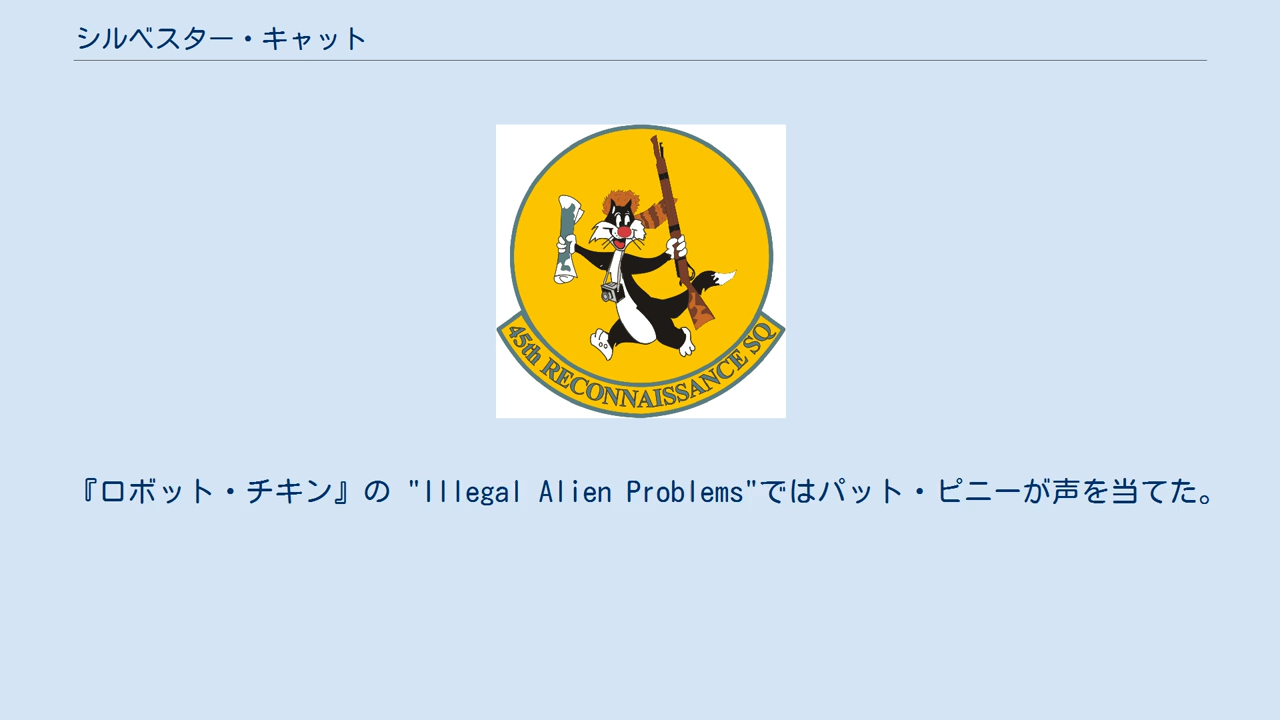 シルベスター・キャット
45th RECONNAISSANCE SQ
『ロボット・チキン』の "Illegal Alien Problems"ではパット・ピニーが声を当てた。